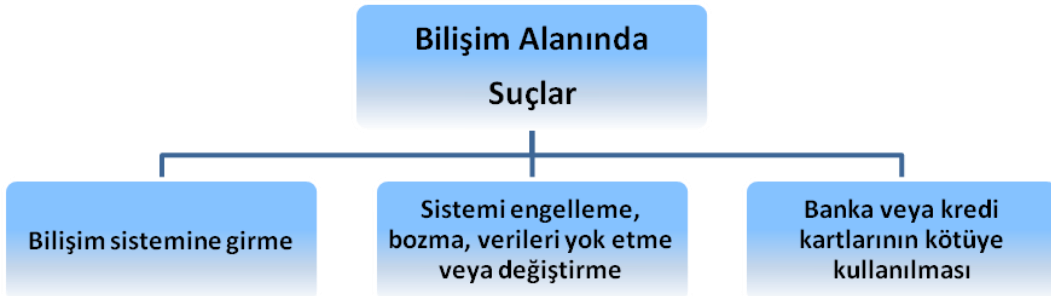 Bilişim Alanında
Suçlar
Bilişim sistemine girme
Sistemi engelleme,
bozma, verileri yok etme
veya değiştirme
Banka veya kredi
kartlarının kötüye
kullanılması